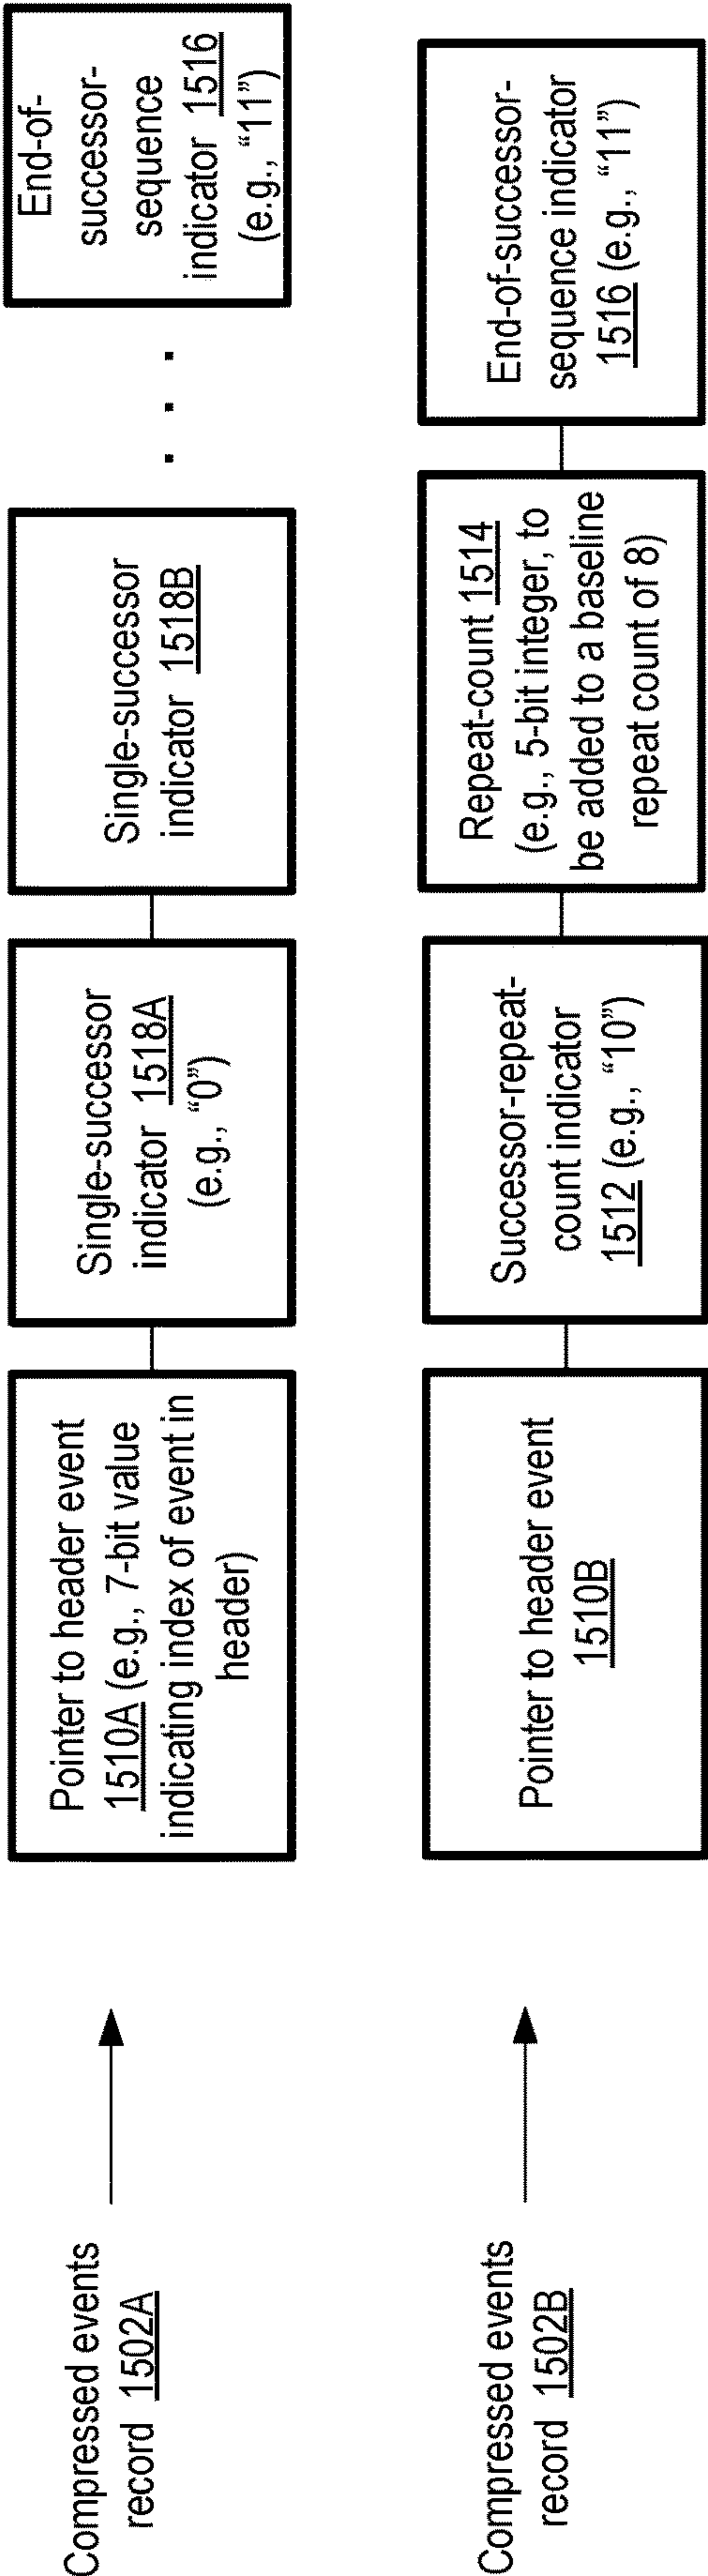 Compressed events
record 1502A
Pointer to header event
1510A (e.g., 7-bit value
indicating index of event in
header)
Single-successor
indicator 1518A
(e.g., “0”)
Single-successor
indicator 1518B
. . .
End-of-
successor-
sequence
indicator 1516
(e.g., “11”)
Compressed events
record 1502B
Pointer to header event
1510B
Successor-repeat-
count indicator
1512 (e.g., “10”)
Repeat-count 1514
(e.g., 5-bit integer, to
be added to a baseline
repeat count of 8)
End-of-successor-
sequence indicator
1516 (e.g., “11”)